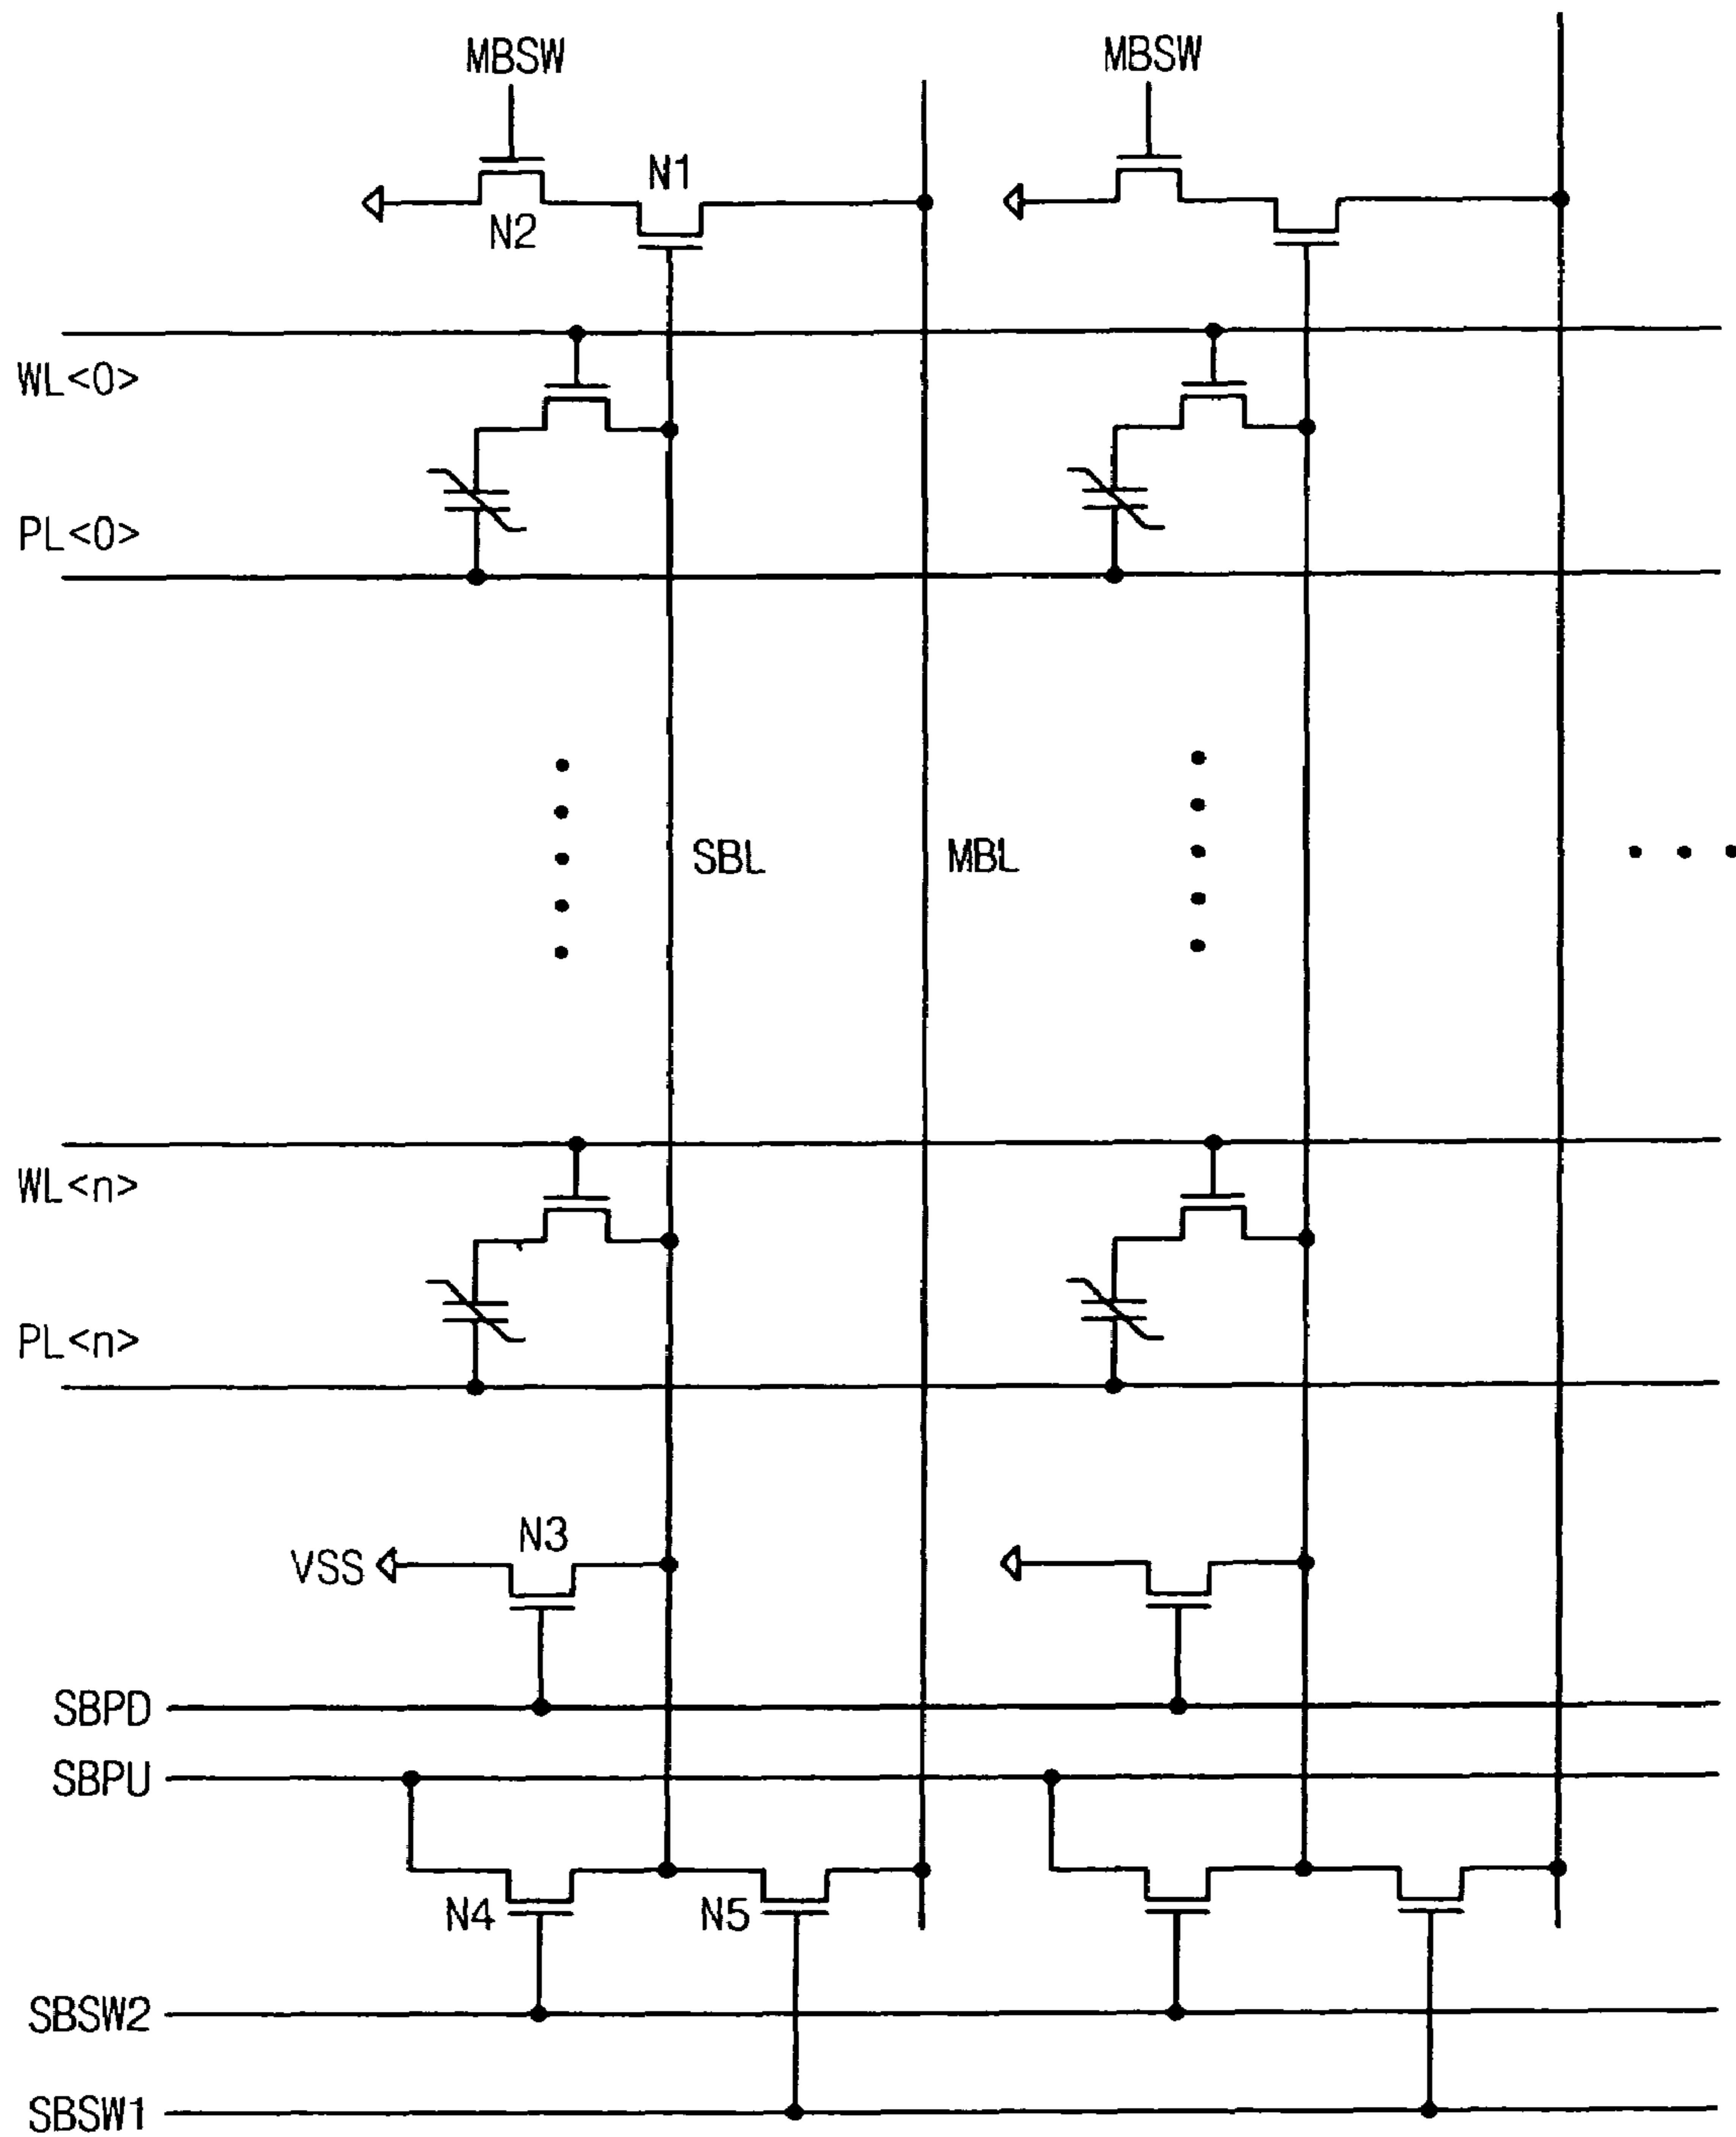 MBSW
MBSW
N1
N2
WL<0>
PL<0>
SBL
MBL
WL<n>
PL<n>
N3
VSS
SBPD
SBPU
N4
N5
SBSW2
SBSW1